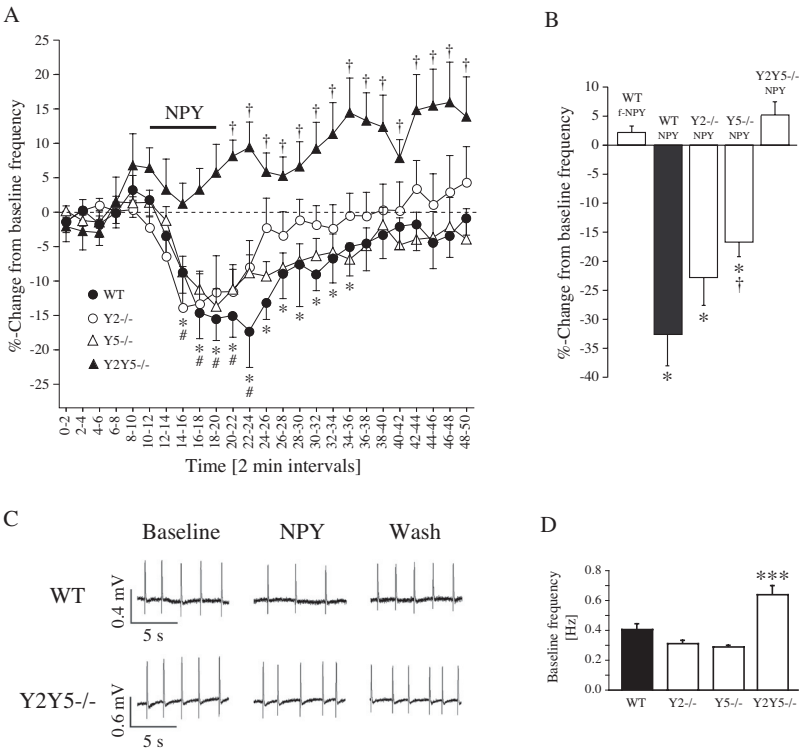 A
%-Change from baseline frequency
25
20
15
10
5
0
-5
-10
-15
-20
-25
NPY
† † † † † † † † † † † † † †
WT
Y2-/-
Y5-/-
Y2Y5-/-
* * * * * * * * * * *
# # # # #
0-2 2-4 4-6 6-8 8-10 10-12 12-14 14-16 16-18 18-20 20-22 22-24 24-26 26-28 28-30 30-32 32-34 34-36 36-38 38-40 40-42 42-44 44-46 46-48 48-50
Time [2 min intervals]
B
%-Change from baseline frequency
10
5
0
-5
-10
-15
-20
-25
-30
-35
-40
WT
f-NPY
WT
NPY
Y2-/-
NPY
Y5-/-
NPY
Y2Y5-/-
NPY
*
*
*
†
C
Baseline NPY Wash
WT
0.4 mV
5 s
Y2Y5-/-
0.6 mV
5 s
D
Baseline frequency
[Hz]
0.8
0.6
0.4
0.2
0.0
***
WT Y2-/- Y5-/- Y2Y5-/-